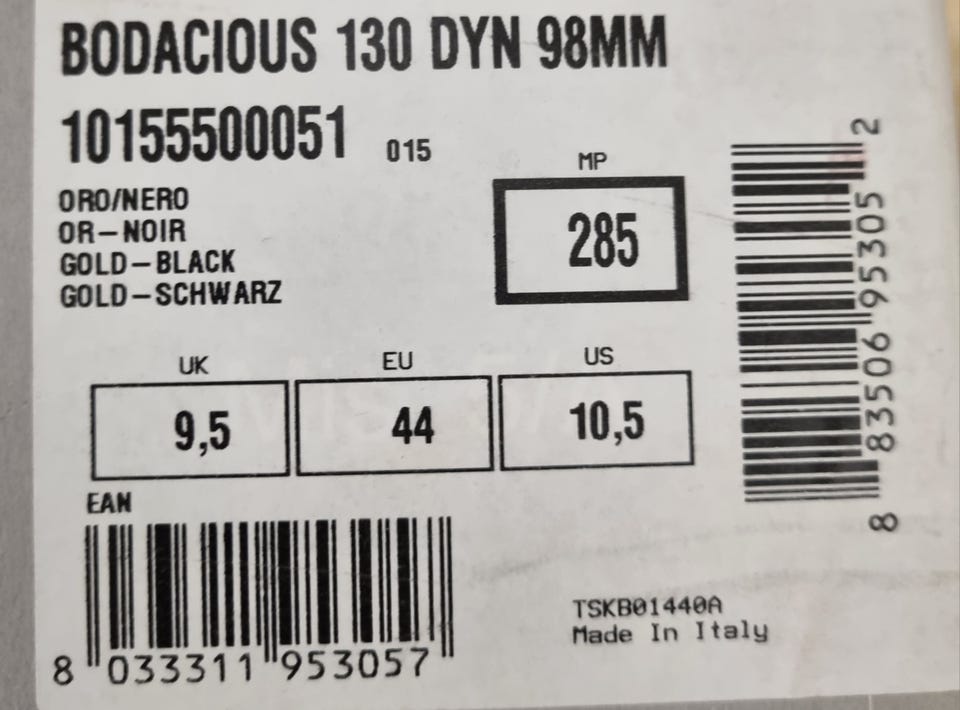 BODACIOUS 130 DYN 98MM
10155500051 015
ORO/NERO
OR-NOIR
GOLD-BLACK
GOLD-SCHWARZ
MP
285
UK EU US
9,5 44 10,5
EAN
8 033311 953057
8 83506 95305 2
TSKB01440A
Made In Italy